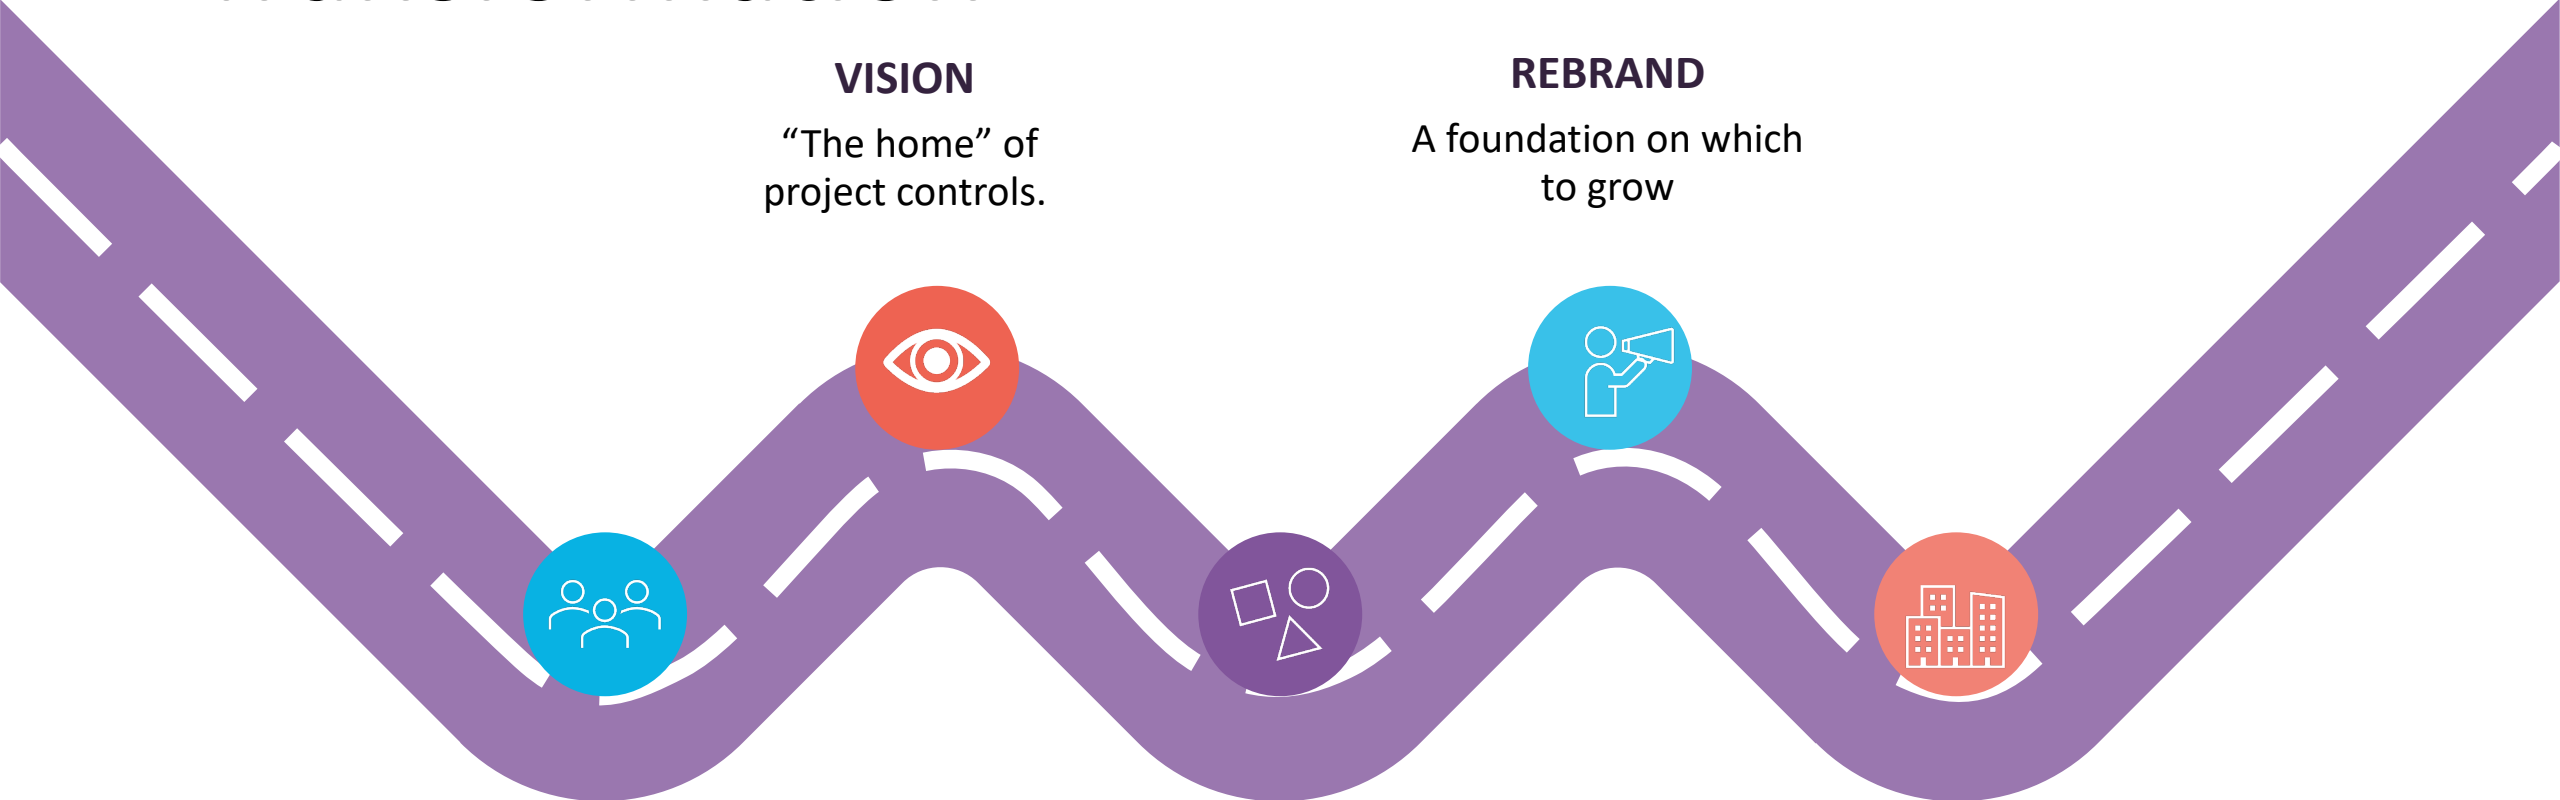 VISION
“The home” of
project controls.
REBRAND
A foundation on which
to grow